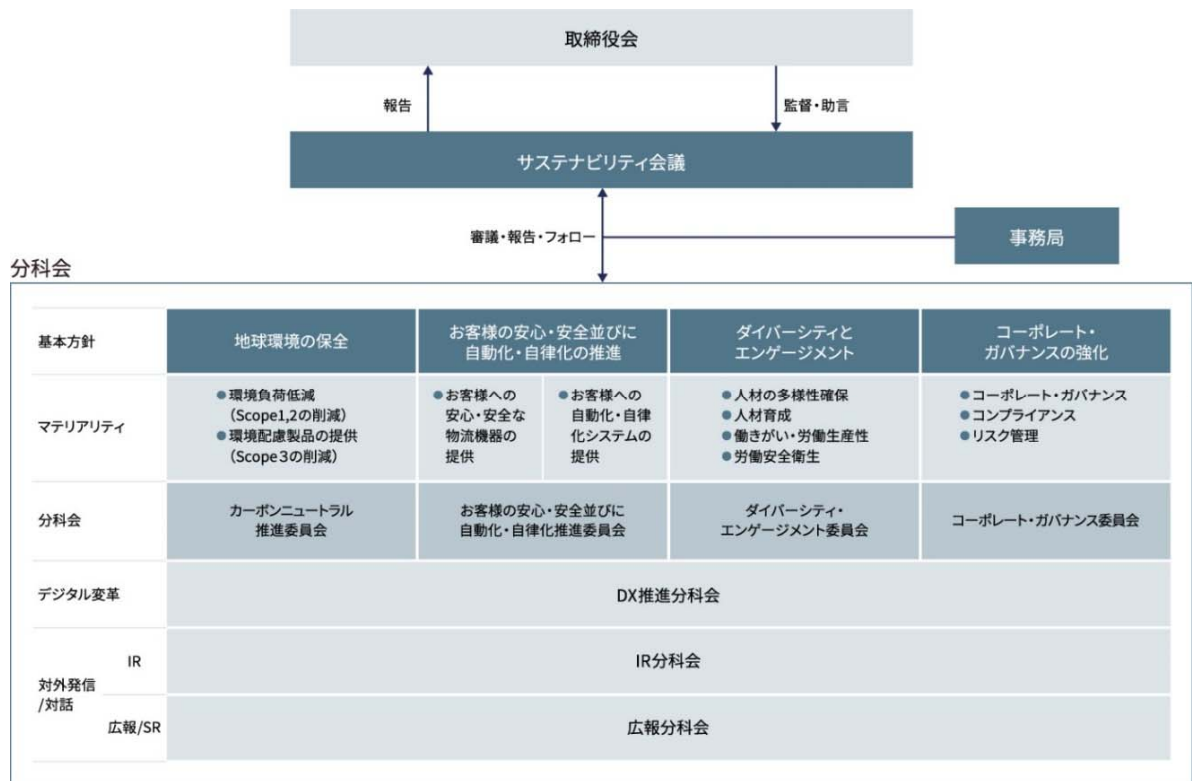 取締役会
報告
監督・助言
サステナビリティ会議
審議・報告・フォロー
事務局
分科会
基本方針
地球環境の保全
お客様の安心・安全並びに
自動化・自律化の推進
ダイバーシティと
エンゲージメント
コーポレート・
ガバナンスの強化
マテリアリティ
●環境負荷低減
(Scope1,2の削減)
●環境配慮製品の提供
(Scope3の削減)
●お客様への
安心・安全な
物流機器の
提供
●お客様への
自動化・自律
化システムの
提供
●人材の多様性確保
●人材育成
●働きがい・労働生産性
●労働安全衛生
●コーポレート・ガバナンス
●コンプライアンス
●リスク管理
分科会
カーボンニュートラル
推進委員会
お客様の安心・安全並びに
自動化・自律化推進委員会
ダイバーシティ・
エンゲージメント委員会
コーポレート・ガバナンス委員会
デジタル変革
DX推進分科会
対外発信
/対話
IR
IR分科会
広報/SR
広報分科会